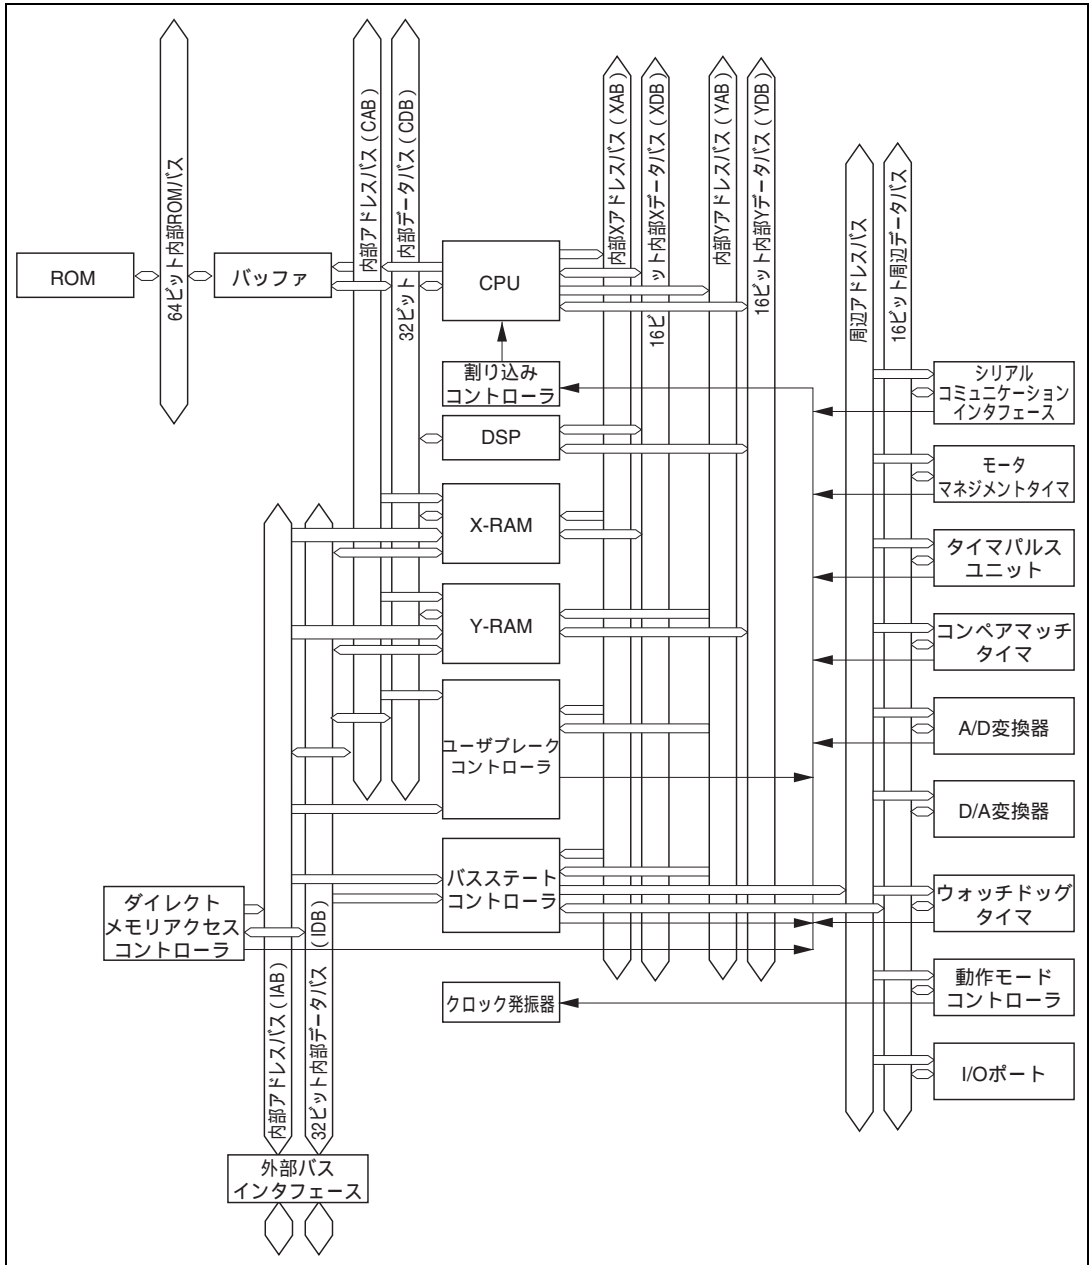 64ビット内部ROMバス
内部アドレスバス(CAB)
32ビット 内部データバス(CDB)
内部Xアドレスバス(XAB)
16ビット内部Xデータバス(XDB)
内部Yアドレスバス(YAB)
16ビット内部Yデータバス(YDB)
周辺アドレスバス
16ビット周辺データバス
ROM
バッファ
CPU
割り込み
コントローラ
DSP
X-RAM
Y-RAM
ユーザブレーク
コントローラ
バスステート
コントローラ
クロック発振器
シリアル
コミュニケーション
インタフェース
モータ
マネジメントタイマ
タイマパルス
ユニット
コンペアマッチ
タイマ
A/D変換器
D/A変換器
ウォッチドッグ
タイマ
動作モード
コントローラ
I/Oポート
ダイレクト
メモリアクセス
コントローラ
内部アドレスバス(IAB)
32ビット内部データバス(IDB)
外部バス
インタフェース